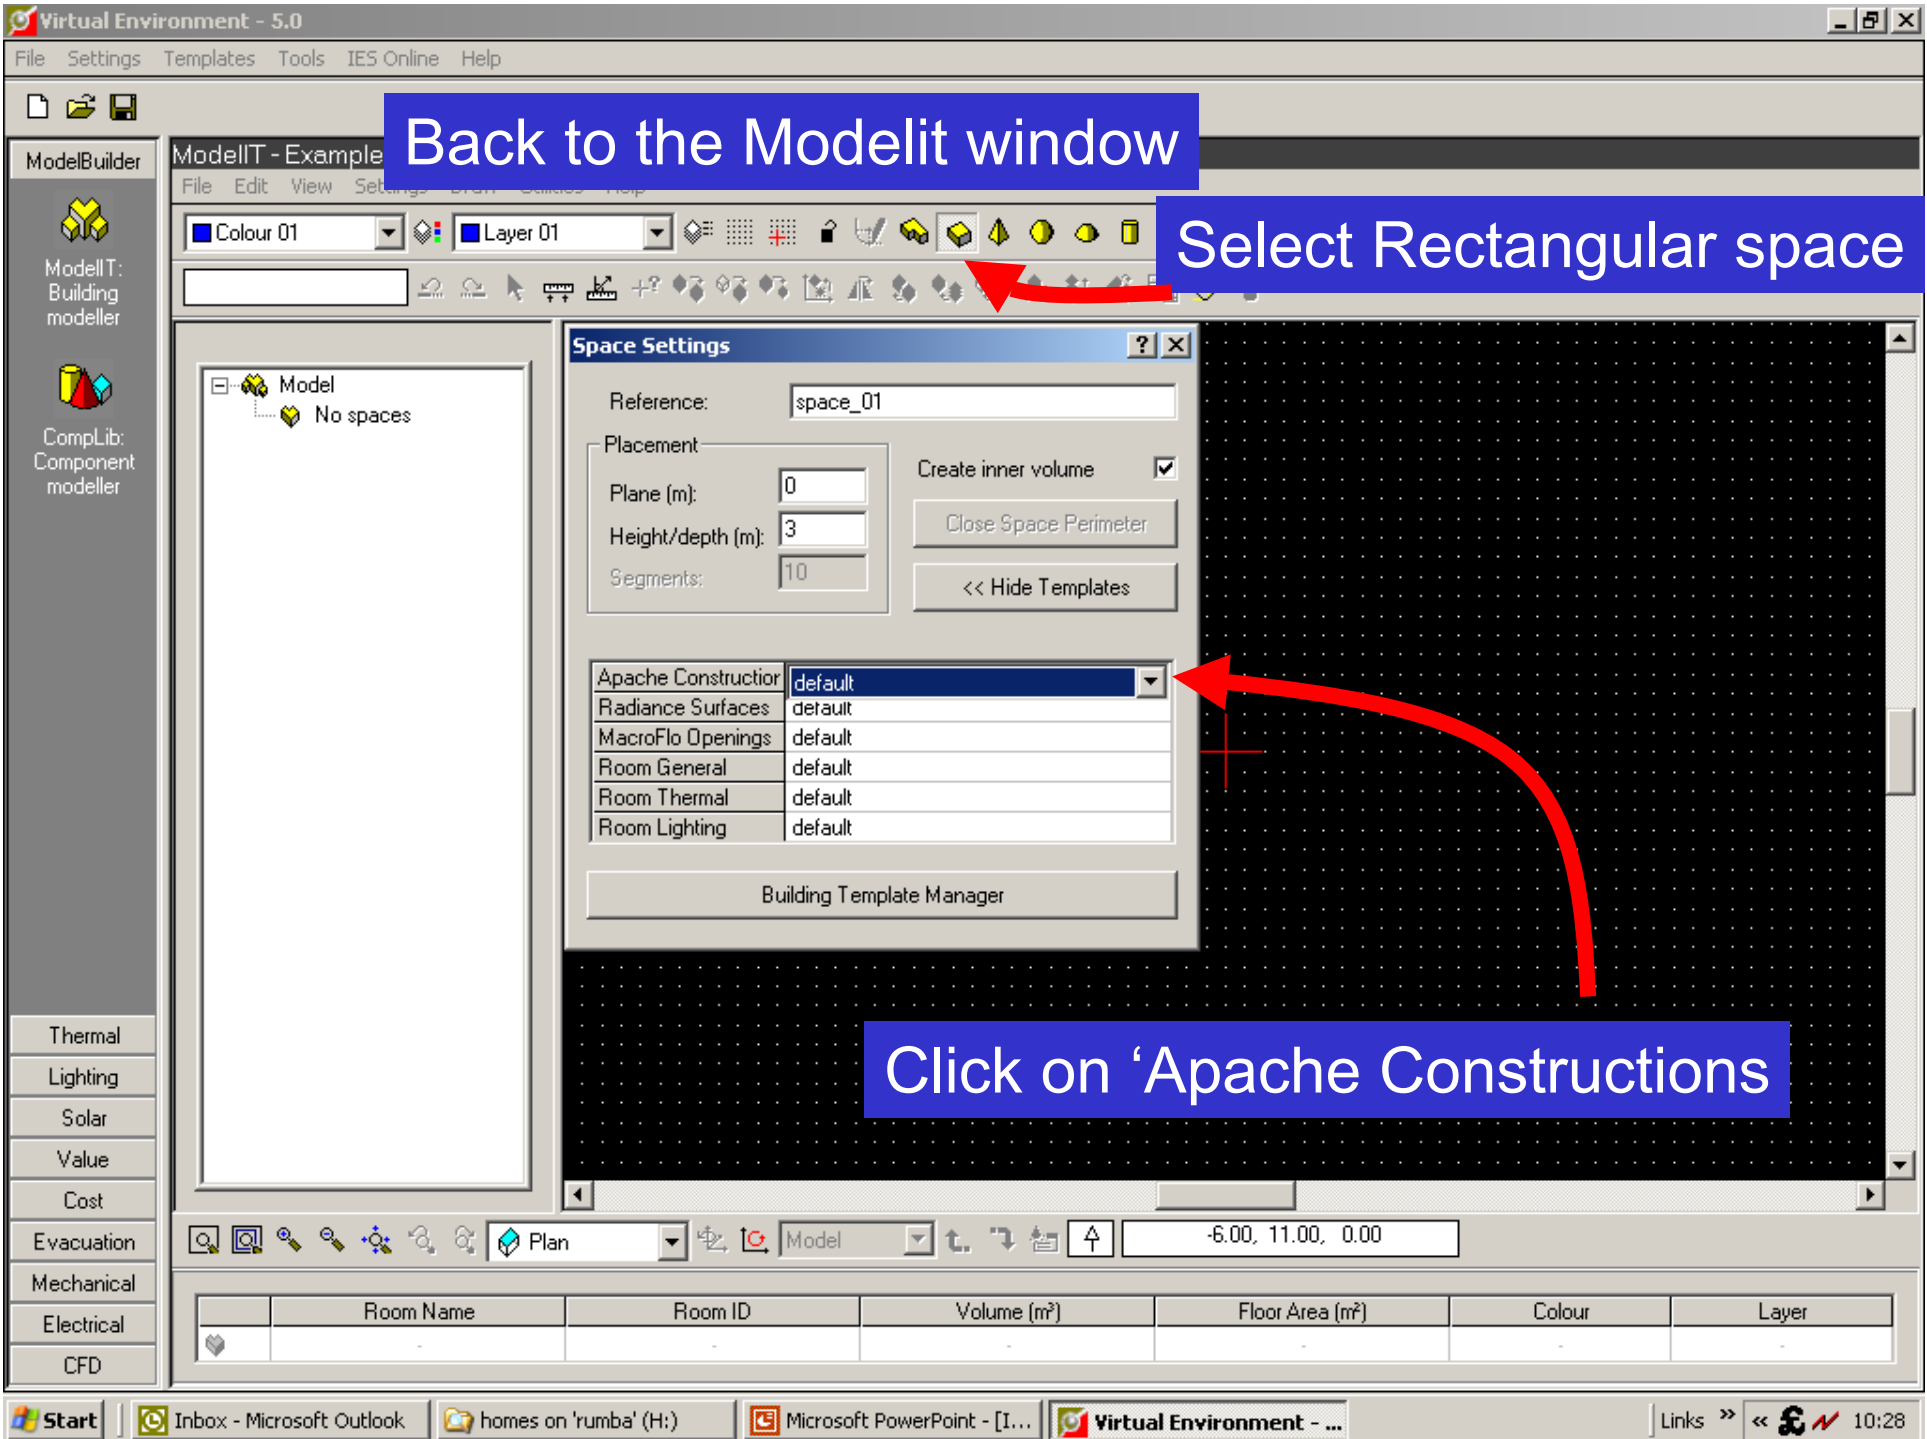 Virtual Environment - 5.0
File Settings Templates Tools IES Online Help
Back to the Modelit window
ModelBuilder
ModelIT - Example
File Edit View Settings Draw Utilities Help
Select Rectangular space
Colour 01
Layer 01
ModelIT:
Building
modeller
CompLib:
Component
modeller
Model
No spaces
Space Settings
Reference: space_01
Placement
Plane (m): 0
Height/depth (m): 3
Segments: 10
Create inner volume
Close Space Perimeter
<< Hide Templates
Apache Construction default
Radiance Surfaces default
MacroFlo Openings default
Room General default
Room Thermal default
Room Lighting default
Building Template Manager
Click on ‘Apache Constructions
Thermal
Lighting
Solar
Value
Cost
Evacuation
Mechanical
Electrical
CFD
Plan
Model
-6.00, 11.00, 0.00
Room Name Room ID Volume (m³) Floor Area (m²) Colour Layer
- - - - - -
Start Inbox - Microsoft Outlook homes on 'rumba' (H:) Microsoft PowerPoint - [I... Virtual Environment - ... Links » « 10:28